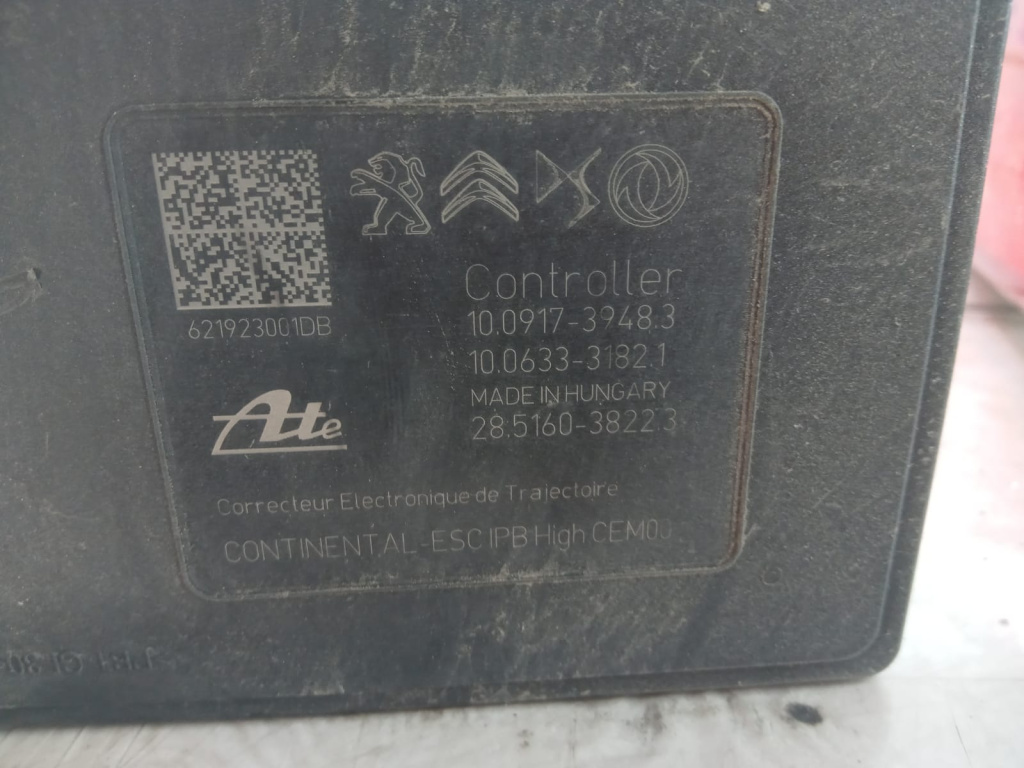 621923001DB
Controller
10.0917-3948.3
10.0633-3182.1
MADE IN HUNGARY
28.5160-3822.3
Ate
Correcteur Electronique de Trajectoire
CONTINENTAL-ESC IPB High